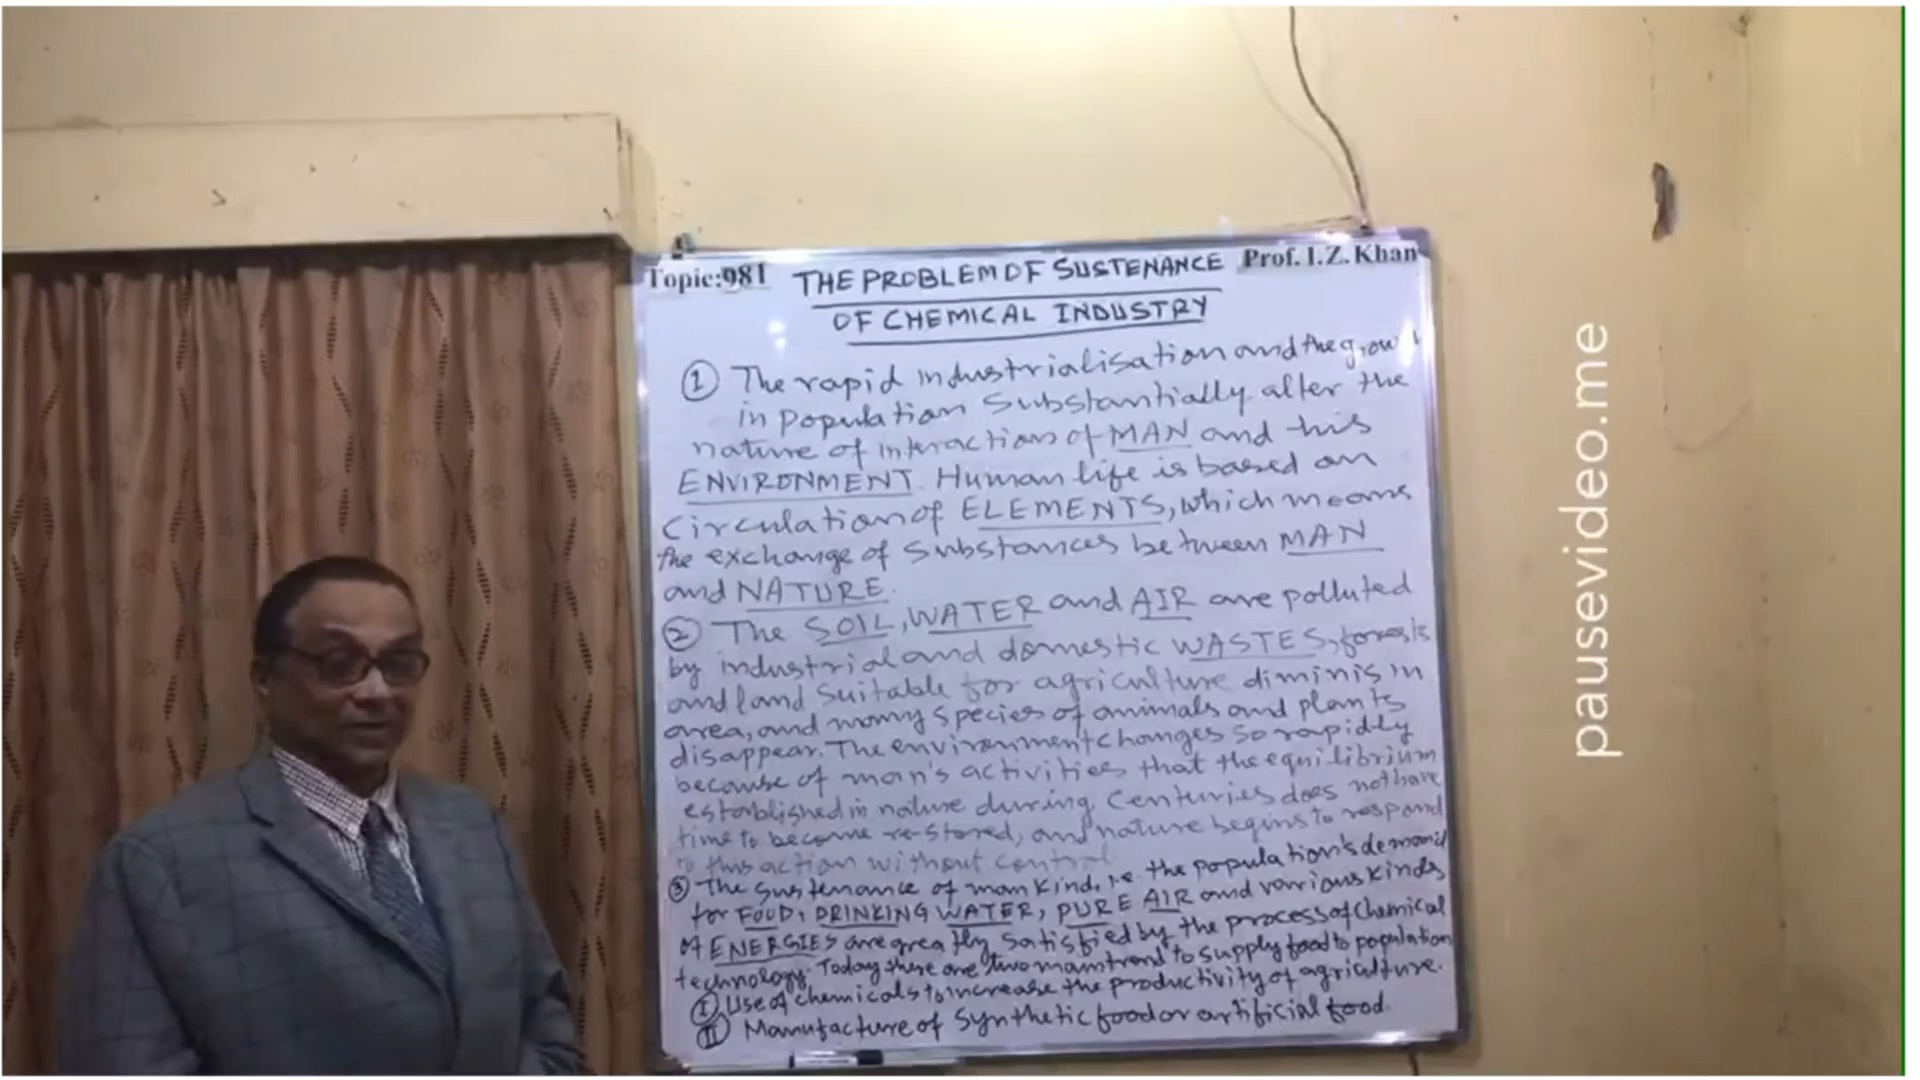 Topic:981 THE PROBLEM OF SUSTENANCE Prof. I.Z. Khan
OF CHEMICAL INDUSTRY
① The rapid industrialisation and the grow
in population substantially alter the
nature of interaction of MAN and his
ENVIRONMENT. Human life is based on
circulation of ELEMENTS, which means
the exchange of substances between MAN
and NATURE.
② The SOIL, WATER and AIR are polluted
by industrial and domestic WASTES, forests
and land suitable for agriculture diminis in
area, and many species of animals and plants
disappear. The environment changes so rapidly
because of man's activities that the equilibrium
established in nature during centuries does not have
time to become re-stored, and nature begins to respond
to this action without control
③ The sustenance of mankind, i.e. the population's demand
for FOOD, DRINKING WATER, PURE AIR and various kinds
of ENERGIES are greatly satisfied by the process of chemical
technology. Today there are two main trend to supply food to population
Ⓘ Use of chemicals to increase the productivity of agriculture.
Ⓘⓘ Manufacture of synthetic food or artificial food.
pausevideo.me